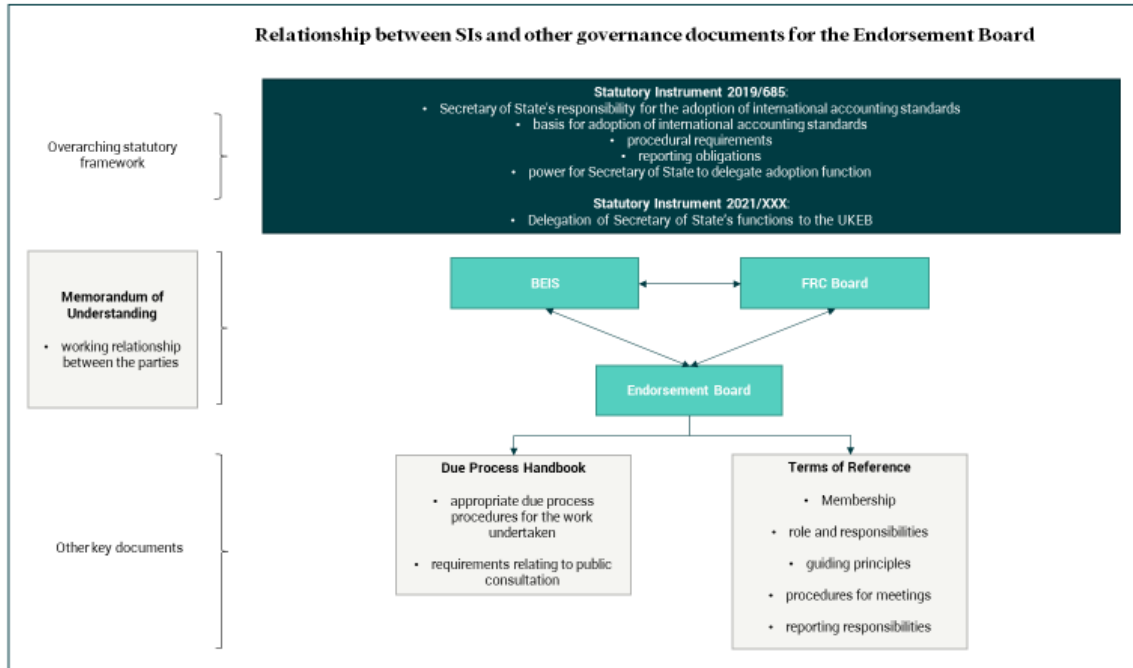 Relationship between SIs and other governance documents for the Endorsement Board
Overarching statutory
framework
Statutory Instrument 2019/685:
• Secretary of State's responsibility for the adoption of international accounting standards
• basis for adoption of international accounting standards
• procedural requirements
• reporting obligations
• power for Secretary of State to delegate adoption function
Statutory Instrument 2021/XXX:
• Delegation of Secretary of State's functions to the UKEB
Memorandum of
Understanding
• working relationship
between the parties
BEIS
FRC Board
Endorsement Board
Other key documents
Due Process Handbook
• appropriate due process
procedures for the work
undertaken
• requirements relating to public
consultation
Terms of Reference
• Membership
• role and responsibilities
• guiding principles
• procedures for meetings
• reporting responsibilities